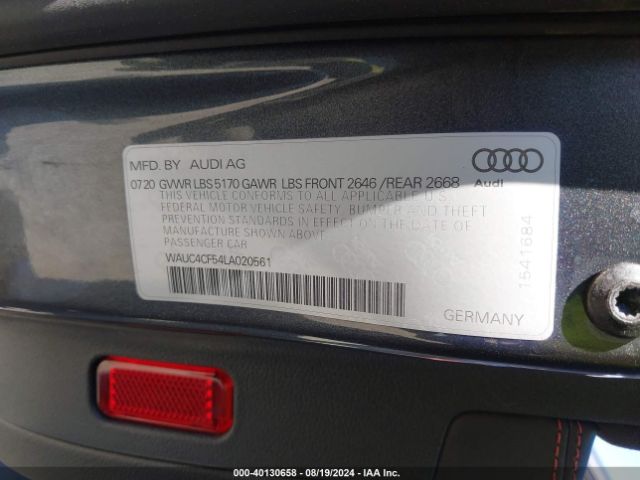 MFD. BY AUDI AG
0720 GVWR LBS 5170 GAWR LBS FRONT 2646 /REAR 2668
Audi
THIS VEHICLE CONFORMS TO ALL APPLICABLE U.S.
FEDERAL MOTOR VEHICLE SAFETY, BUMPER AND THEFT
PREVENTION STANDARDS IN EFFECT ON THE DATE OF
MANUFACTURE SHOWN ABOVE
PASSENGER CAR
WAUC4CF54LA020561
1541684
GERMANY
000-40130658 - 08/19/2024 - IAA Inc.